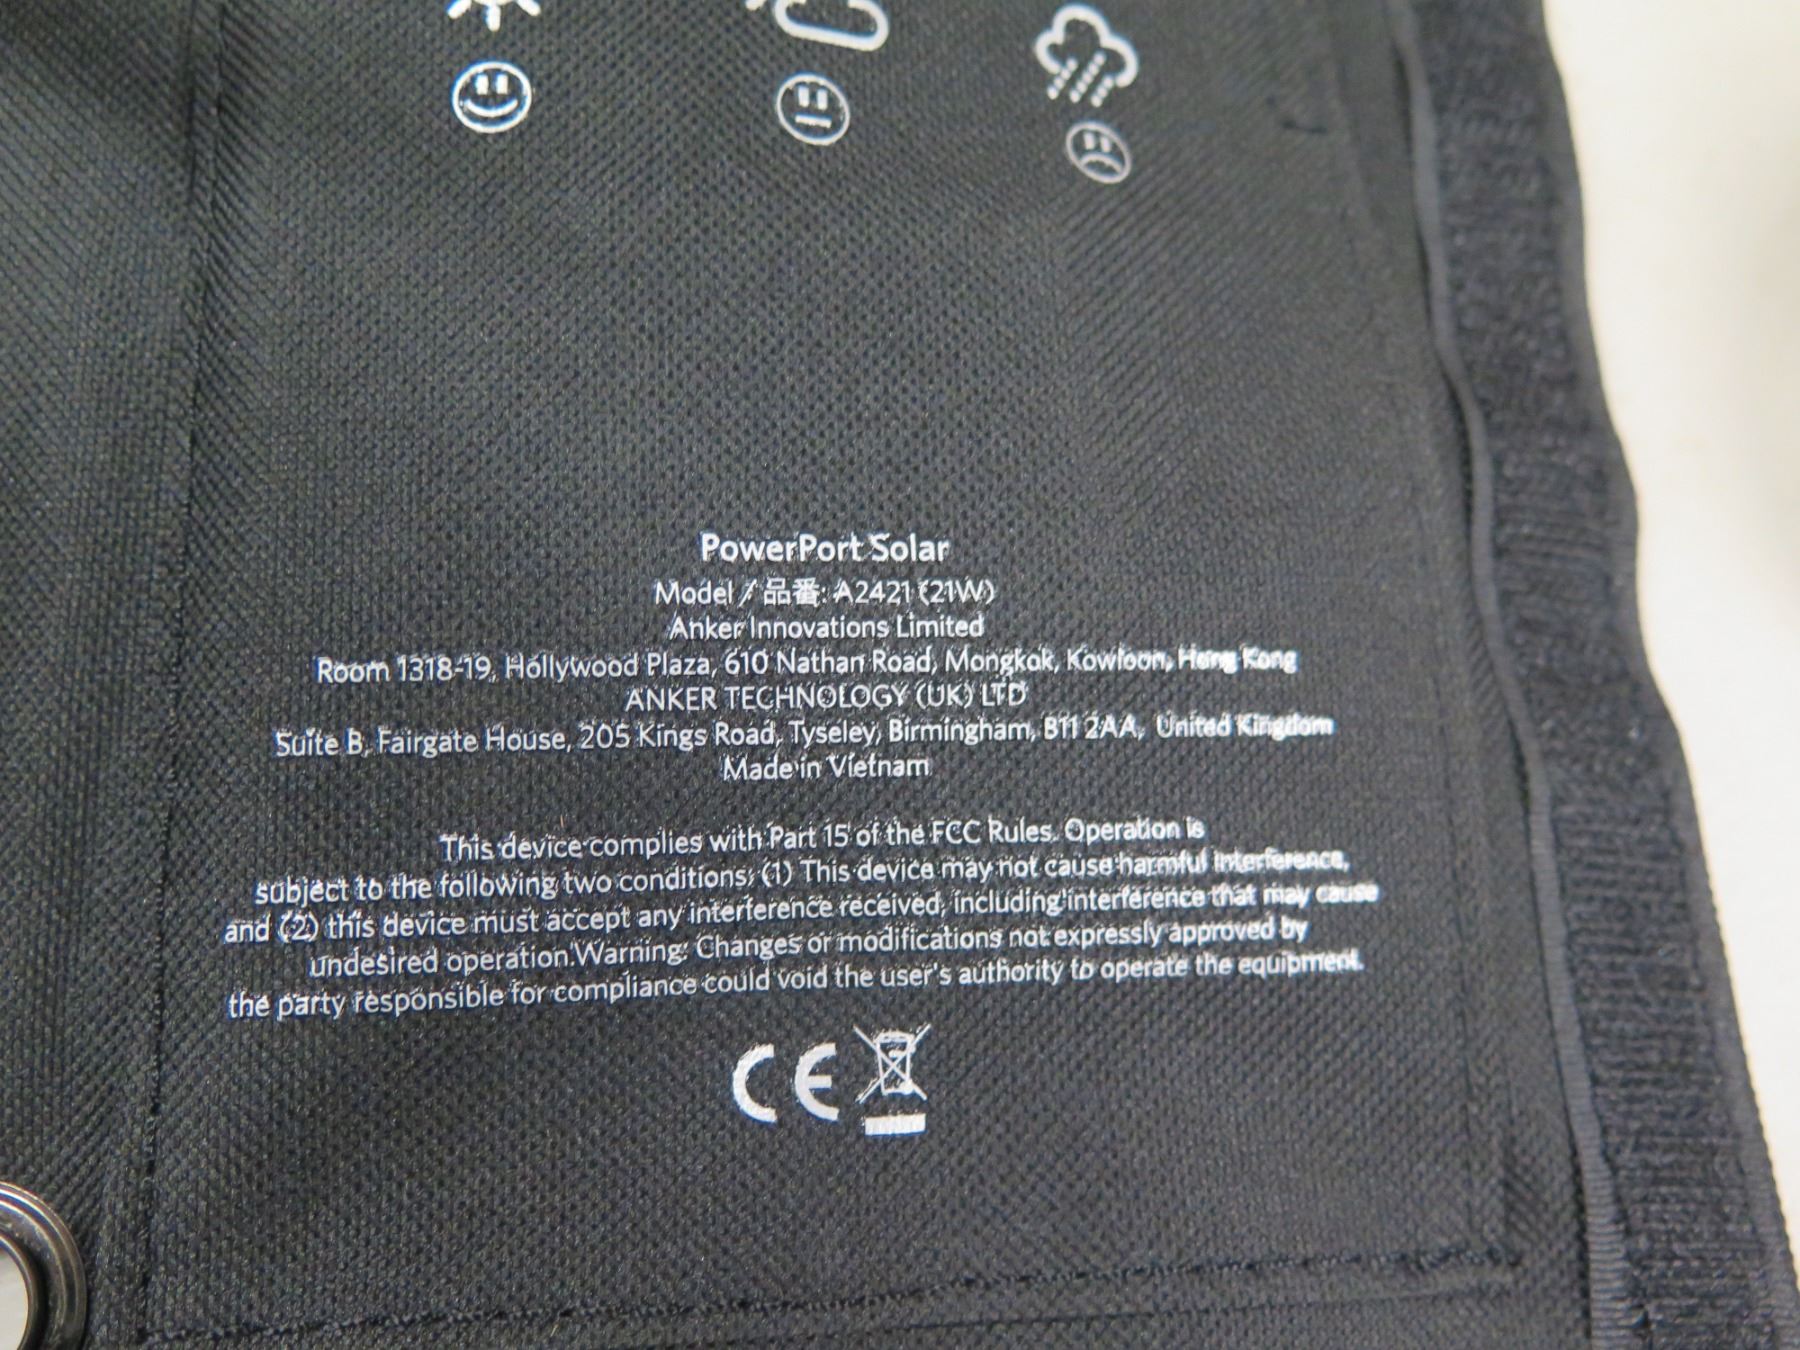 PowerPort Solar
Model / 品番: A2421 (21W)
Anker Innovations Limited
Room 1318-19, Hollywood Plaza, 610 Nathan Road, Mongkok, Kowloon, Hong Kong
ANKER TECHNOLOGY (UK) LTD
Suite B, Fairgate House, 205 Kings Road, Tyseley, Birmingham, B11 2AA, United Kingdom
Made in Vietnam
This device complies with Part 15 of the FCC Rules. Operation is
subject to the following two conditions: (1) This device may not cause harmful interference,
and (2) this device must accept any interference received, including interference that may cause
undesired operation.Warning: Changes or modifications not expressly approved by
the party responsible for compliance could void the user's authority to operate the equipment.
CE